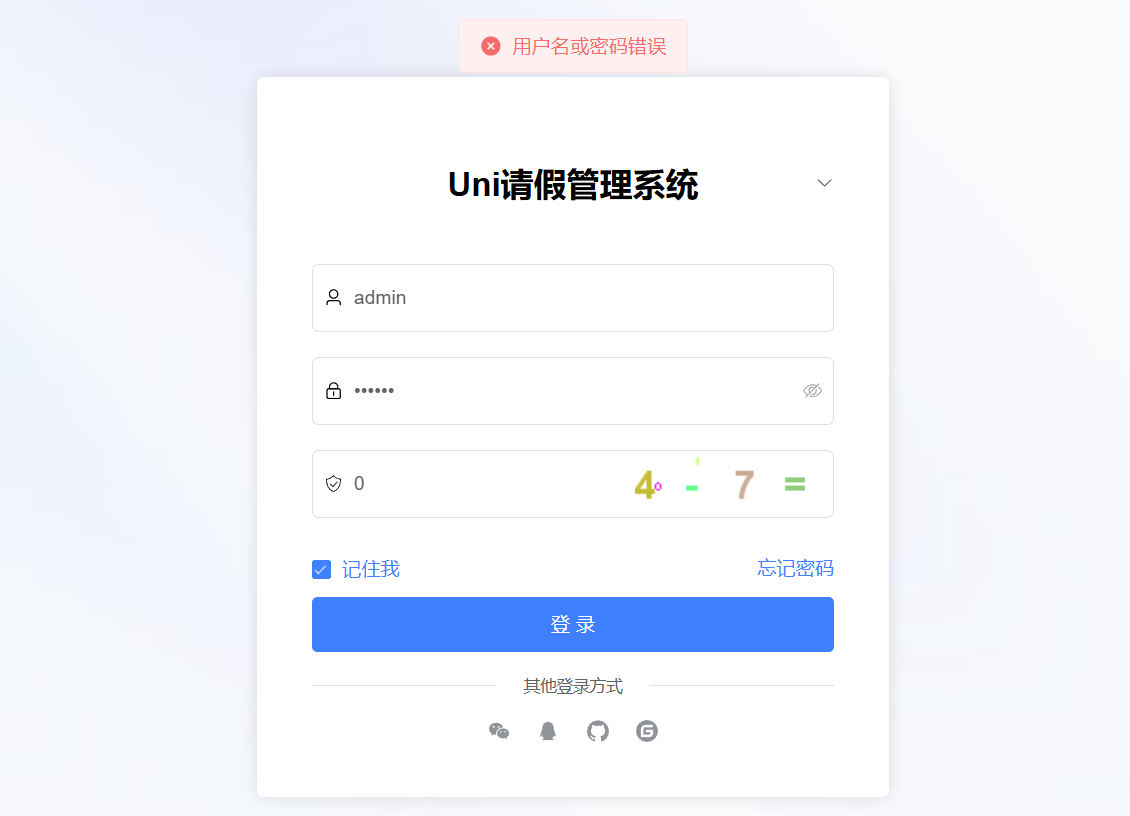 用户名或密码错误
Uni请假管理系统
admin
••••••
0 4 - 7 =
记住我 忘记密码
登 录
其他登录方式